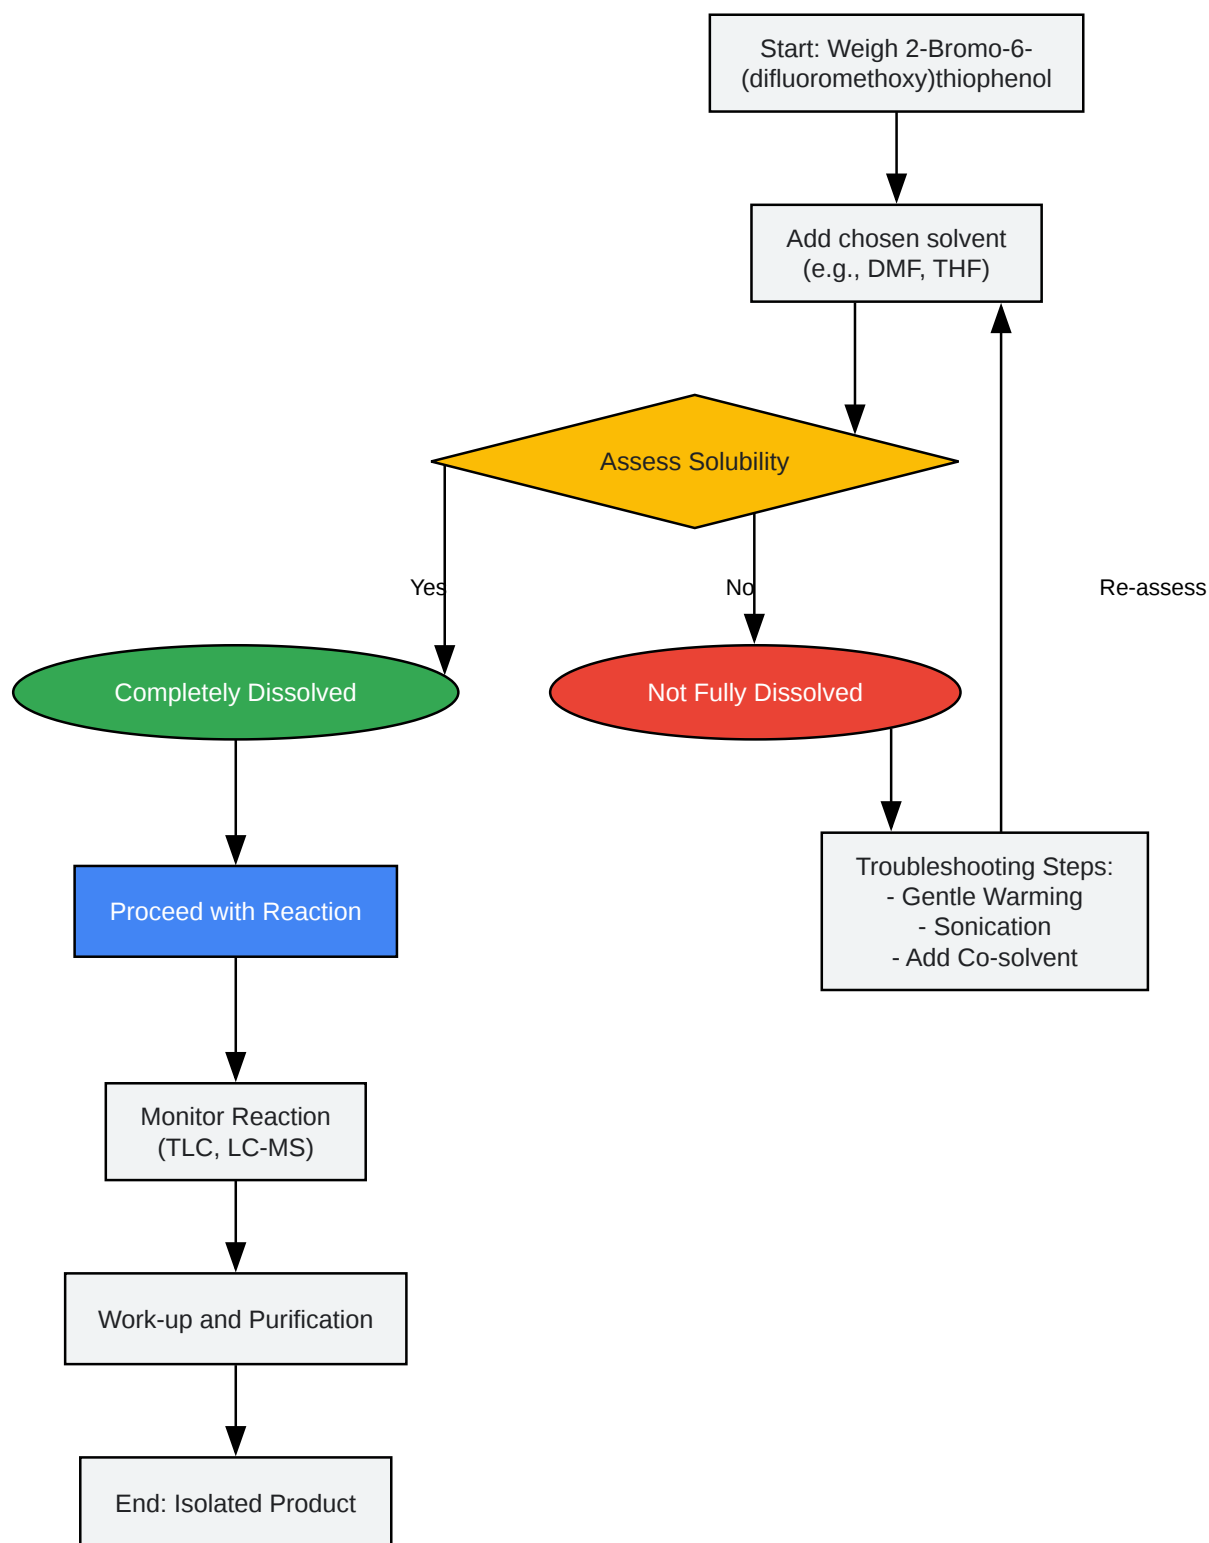 Start: Weigh 2-Bromo-6-
(difluoromethoxy)thiophenol
Add chosen solvent
(e.g., DMF, THF)
Assess Solubility
Yes
No
Re-assess
Completely Dissolved
Not Fully Dissolved
Proceed with Reaction
Troubleshooting Steps:
- Gentle Warming
- Sonication
- Add Co-solvent
Monitor Reaction
(TLC, LC-MS)
Work-up and Purification
End: Isolated Product